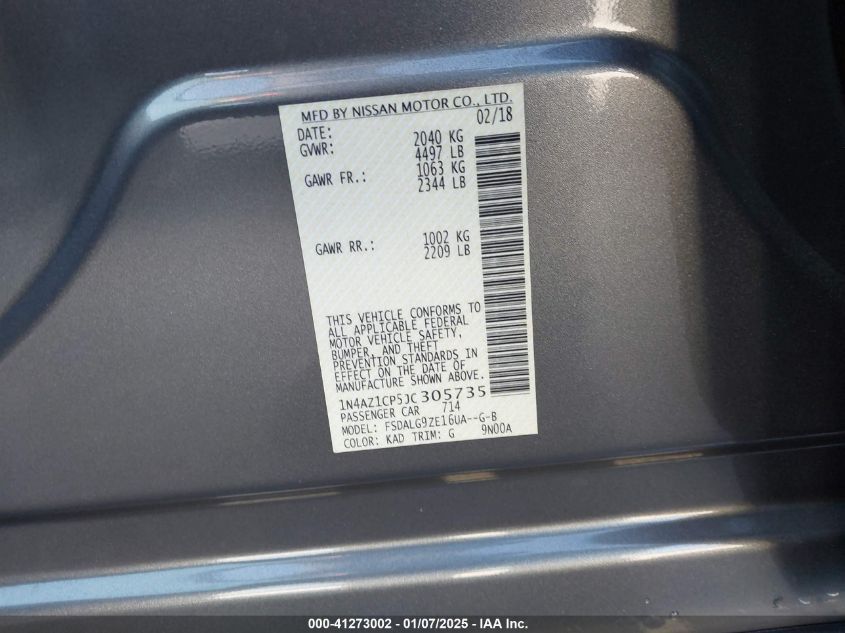 MFD BY NISSAN MOTOR CO., LTD.
DATE: 02/18
GVWR: 2040 KG
4497 LB
GAWR FR.: 1063 KG
2344 LB
GAWR RR.: 1002 KG
2209 LB
THIS VEHICLE CONFORMS TO
ALL APPLICABLE FEDERAL
MOTOR VEHICLE SAFETY,
BUMPER, AND THEFT
PREVENTION STANDARDS IN
EFFECT ON THE DATE OF
MANUFACTURE SHOWN ABOVE.
1N4AZ1CP5JC305735
PASSENGER CAR 714
MODEL: FSDALG9ZE16UA--G-B
COLOR: KAD TRIM: G 9N00A
000-41273002 - 01/07/2025 - IAA Inc.